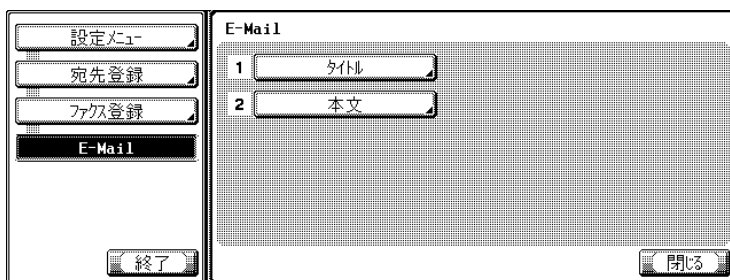 設定ﾒﾆｭｰ
宛先登録
ﾌｧｸｽ登録
E-Mail
終了
E-Mail
1 ﾀｲﾄﾙ
2 本文
閉じる